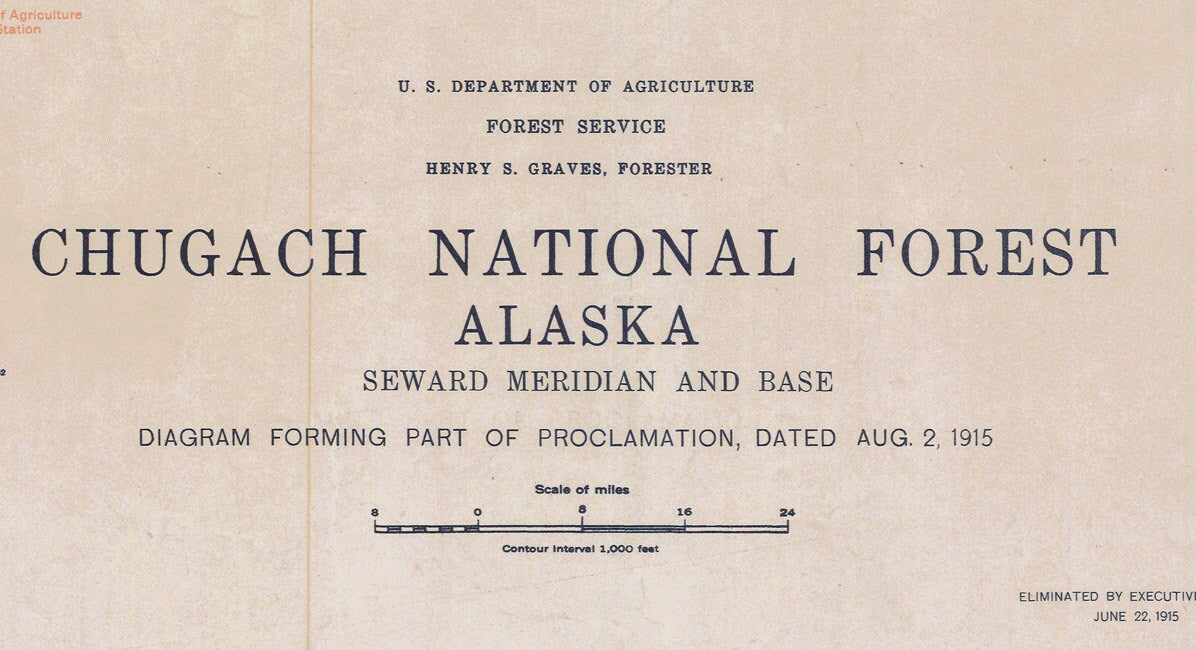 f Agriculture
Station
U. S. DEPARTMENT OF AGRICULTURE
FOREST SERVICE
HENRY S. GRAVES, FORESTER
CHUGACH NATIONAL FOREST
ALASKA
SEWARD MERIDIAN AND BASE
DIAGRAM FORMING PART OF PROCLAMATION, DATED AUG. 2, 1915
Scale of miles
8 0 8 16 24
Contour Interval 1,000 feet
ELIMINATED BY EXECUTIVE
JUNE 22, 1915